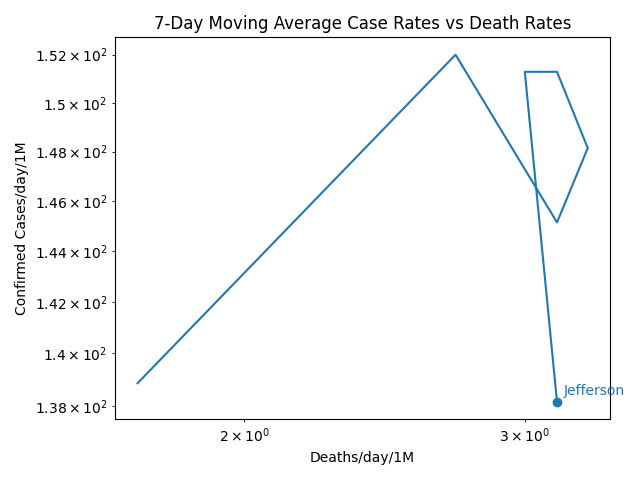 7-Day Moving Average Case Rates vs Death Rates
1.52 × 10²
1.5 × 10²
1.48 × 10²
1.46 × 10²
1.44 × 10²
1.42 × 10²
1.4 × 10²
1.38 × 10²
Confirmed Cases/day/1M
Jefferson
2 × 10⁰
3 × 10⁰
Deaths/day/1M